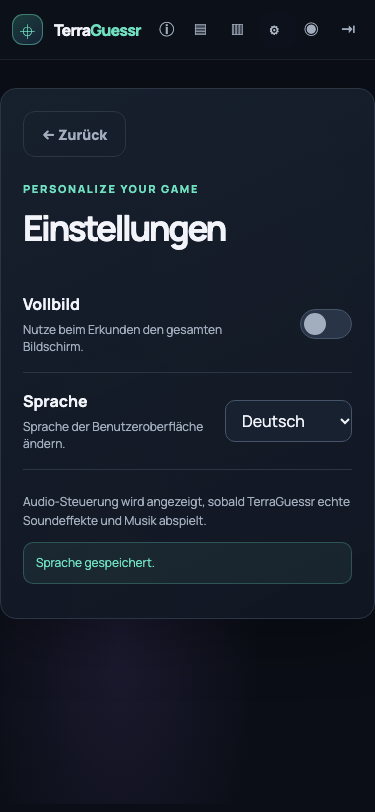 TerraGuessr
← Zurück
PERSONALIZE YOUR GAME
Einstellungen
Vollbild
Nutze beim Erkunden den gesamten
Bildschirm.
Sprache
Sprache der Benutzeroberfläche
ändern.
Deutsch
Audio-Steuerung wird angezeigt, sobald TerraGuessr echte
Soundeffekte und Musik abspielt.
Sprache gespeichert.